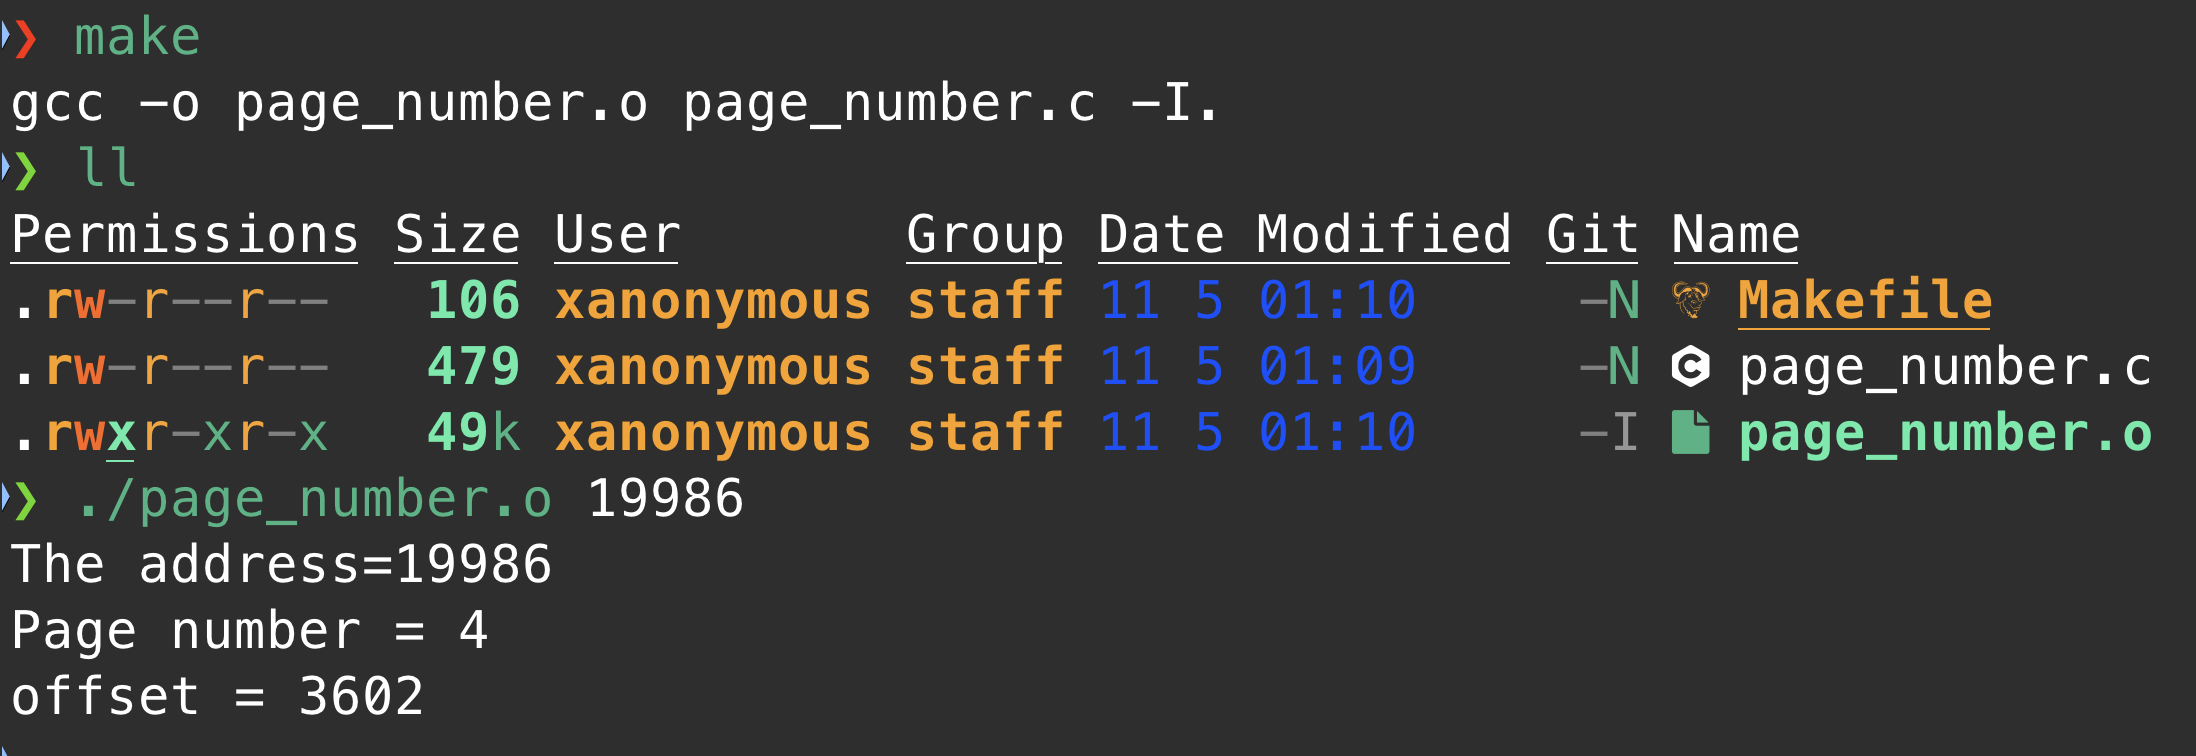 ❯ make
gcc -o page_number.o page_number.c -I.
❯ ll
Permissions Size User       Group Date Modified Git Name
.rw-r--r--   106 xanonymous staff 11 5 01:10     -N Makefile
.rw-r--r--   479 xanonymous staff 11 5 01:09     -N page_number.c
.rwxr-xr-x   49k xanonymous staff 11 5 01:10     -I page_number.o
❯ ./page_number.o 19986
The address=19986
Page number = 4
offset = 3602